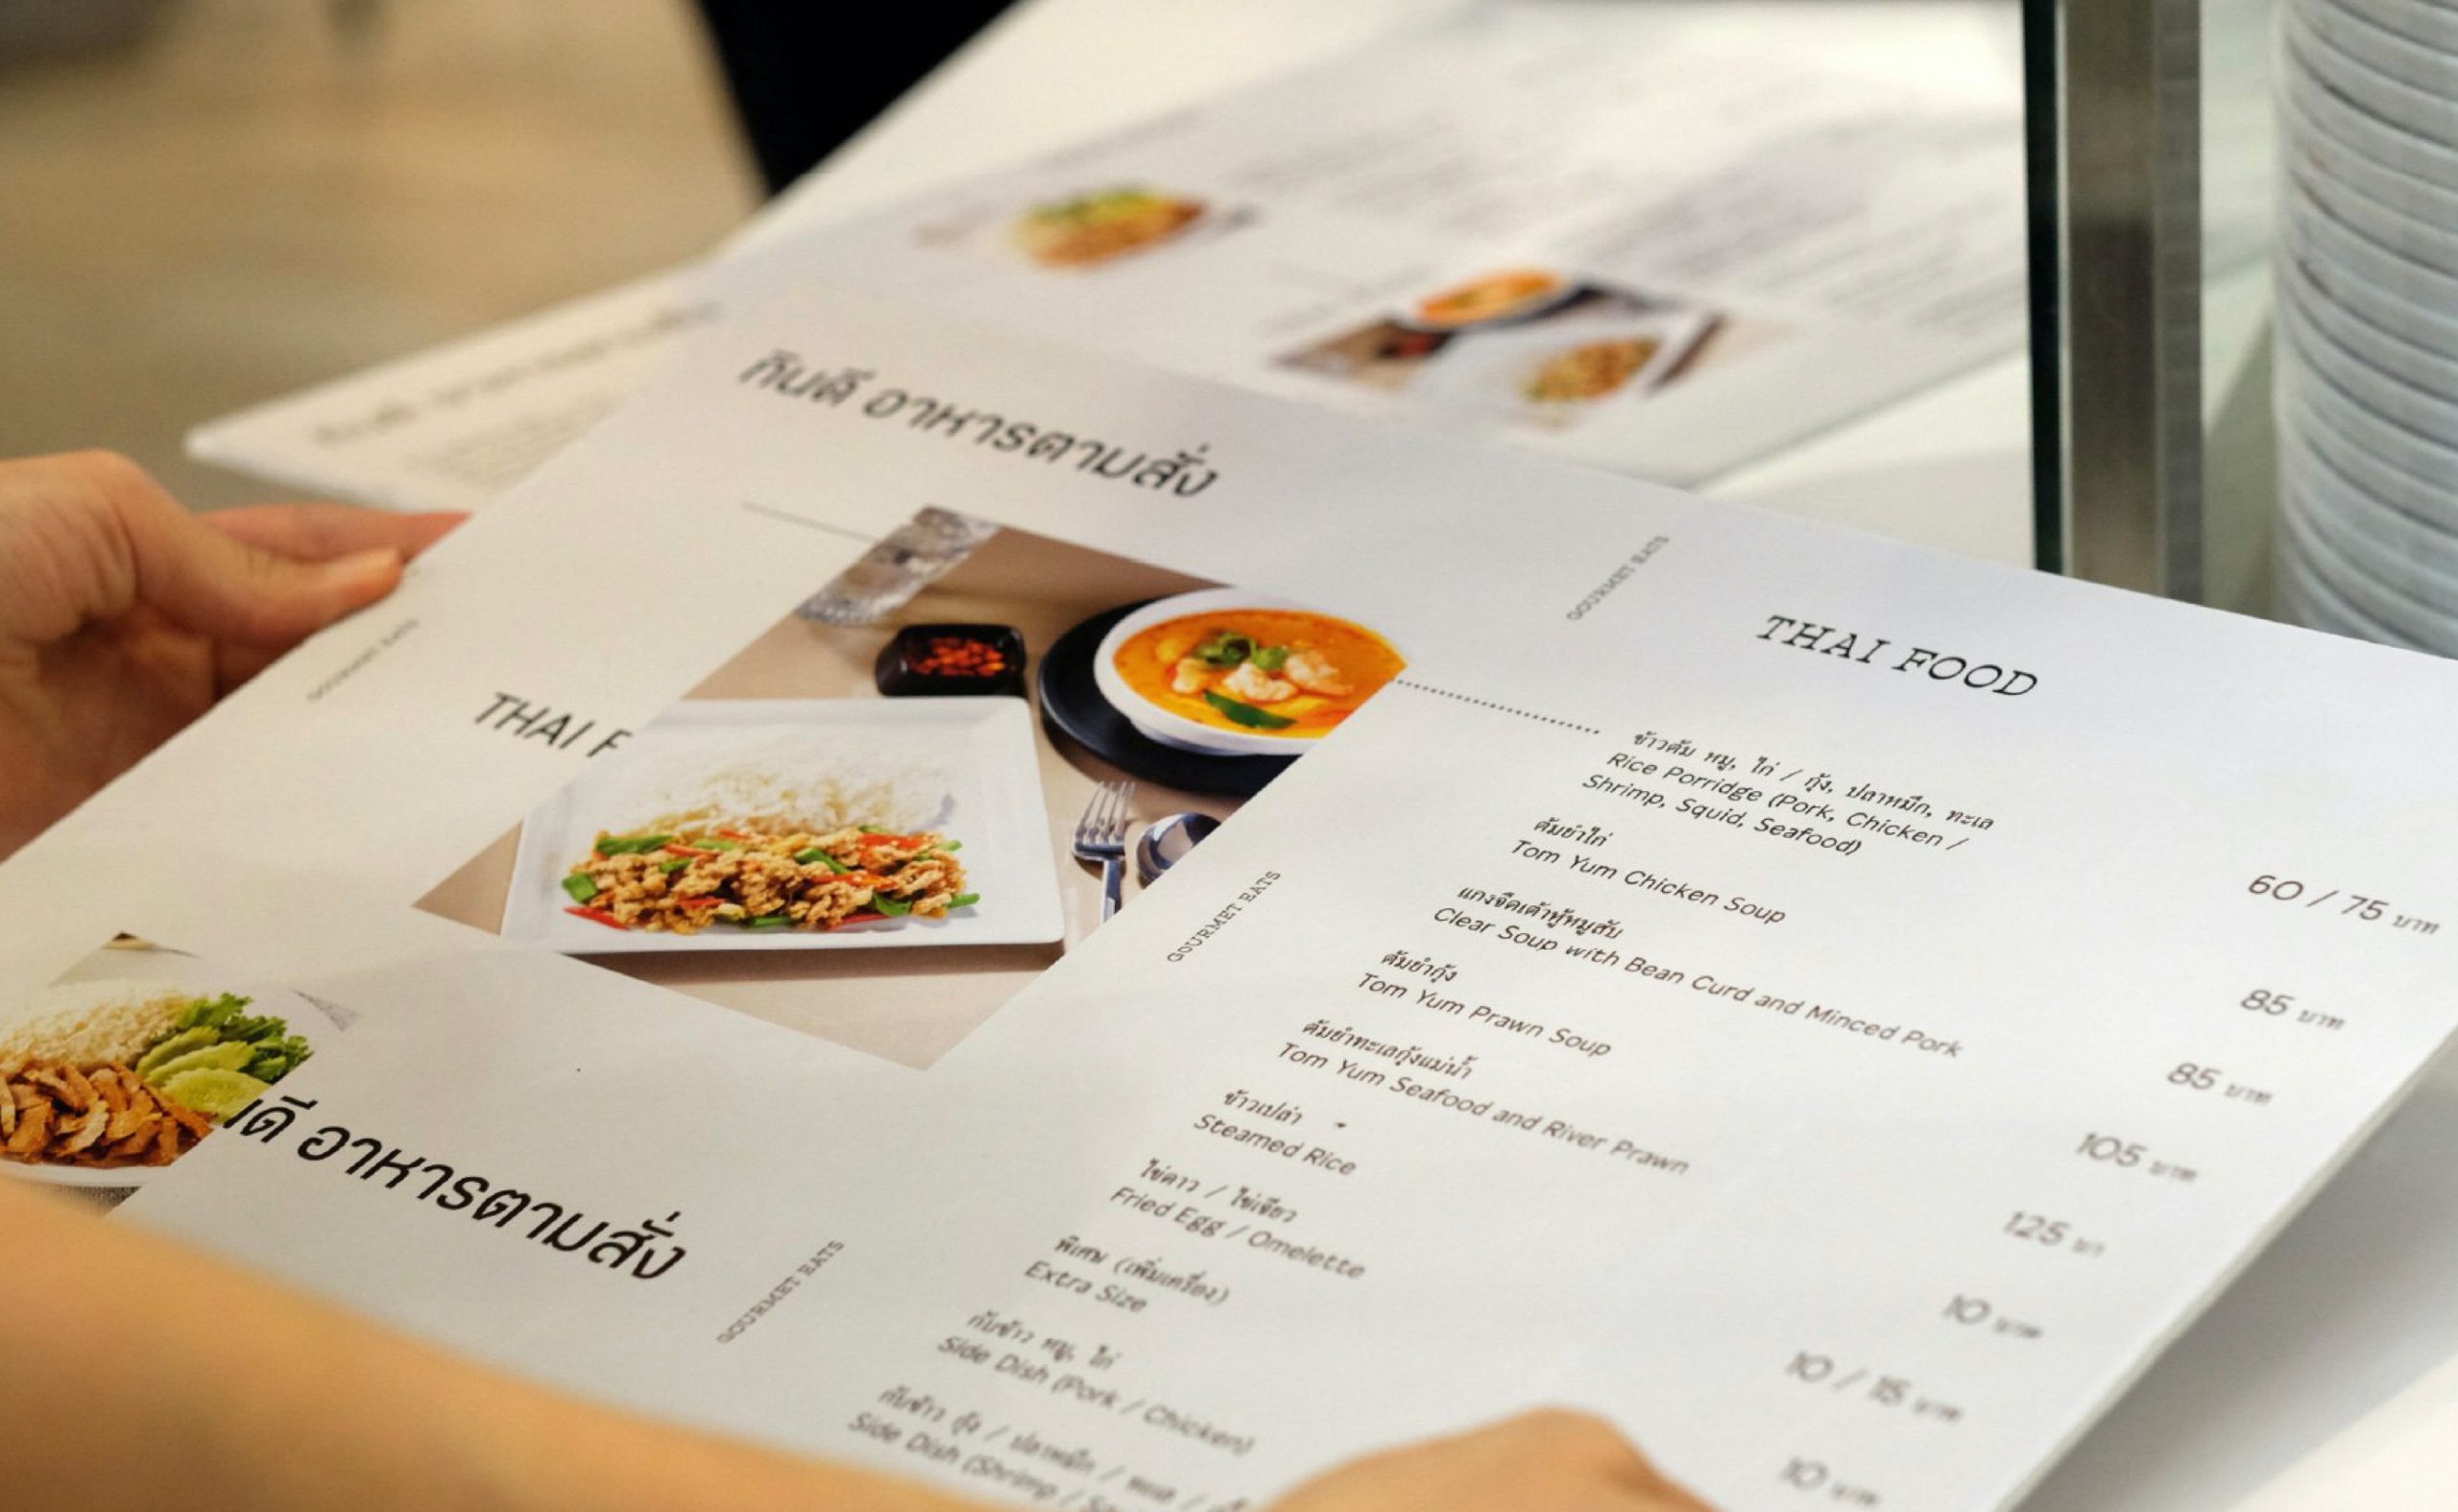 กินดี อาหารตามสั่ง
GOURMET EATS
THAI F
GOURMET EATS
THAI FOOD
ข้าวต้ม หมู, ไก่ / กุ้ง, ปลาหมึก, ทะเล
Rice Porridge (Pork, Chicken /
Shrimp, Squid, Seafood)
60 / 75 บาท
ต้มยำไก่
Tom Yum Chicken Soup
85 บาท
แกงจืดเต้าหู้หมูสับ
Clear Soup with Bean Curd and Minced Pork
85 บาท
ต้มยำกุ้ง
Tom Yum Prawn Soup
105 บาท
ต้มยำทะเลกุ้งแม่น้ำ
Tom Yum Seafood and River Prawn
125 บา
ข้าวเปล่า
Steamed Rice
10 บาท
ไข่ดาว / ไข่เจียว
Fried Egg / Omelette
10 / 15 บาท
พิเศษ (เพิ่มเครื่อง)
Extra Size
10 บาท
กับข้าว หมู, ไก่
Side Dish (Pork / Chicken)
กับข้าว กุ้ง / ปลาหมึก / ทะเล /
Side Dish (Shrimp /
GOURMET EATS
นดี อาหารตามสั่ง
GOURMET EATS